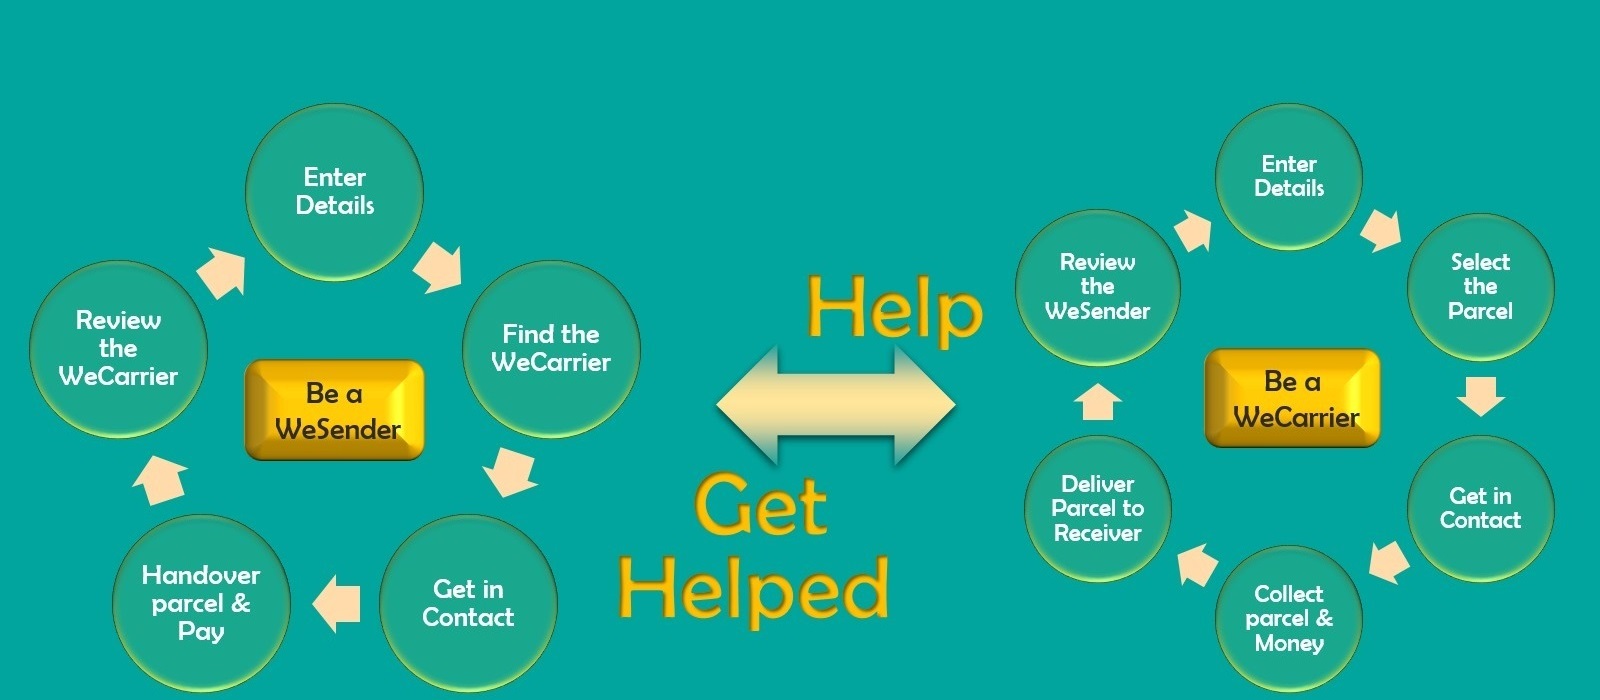 Enter
Details
Find the
WeCarrier
Get in
Contact
Handover
parcel &
Pay
Review
the
WeCarrier
Be a
WeSender
Help
Get
Helped
Enter
Details
Select
the
Parcel
Get in
Contact
Collect
parcel &
Money
Deliver
Parcel to
Receiver
Review
the
WeSender
Be a
WeCarrier